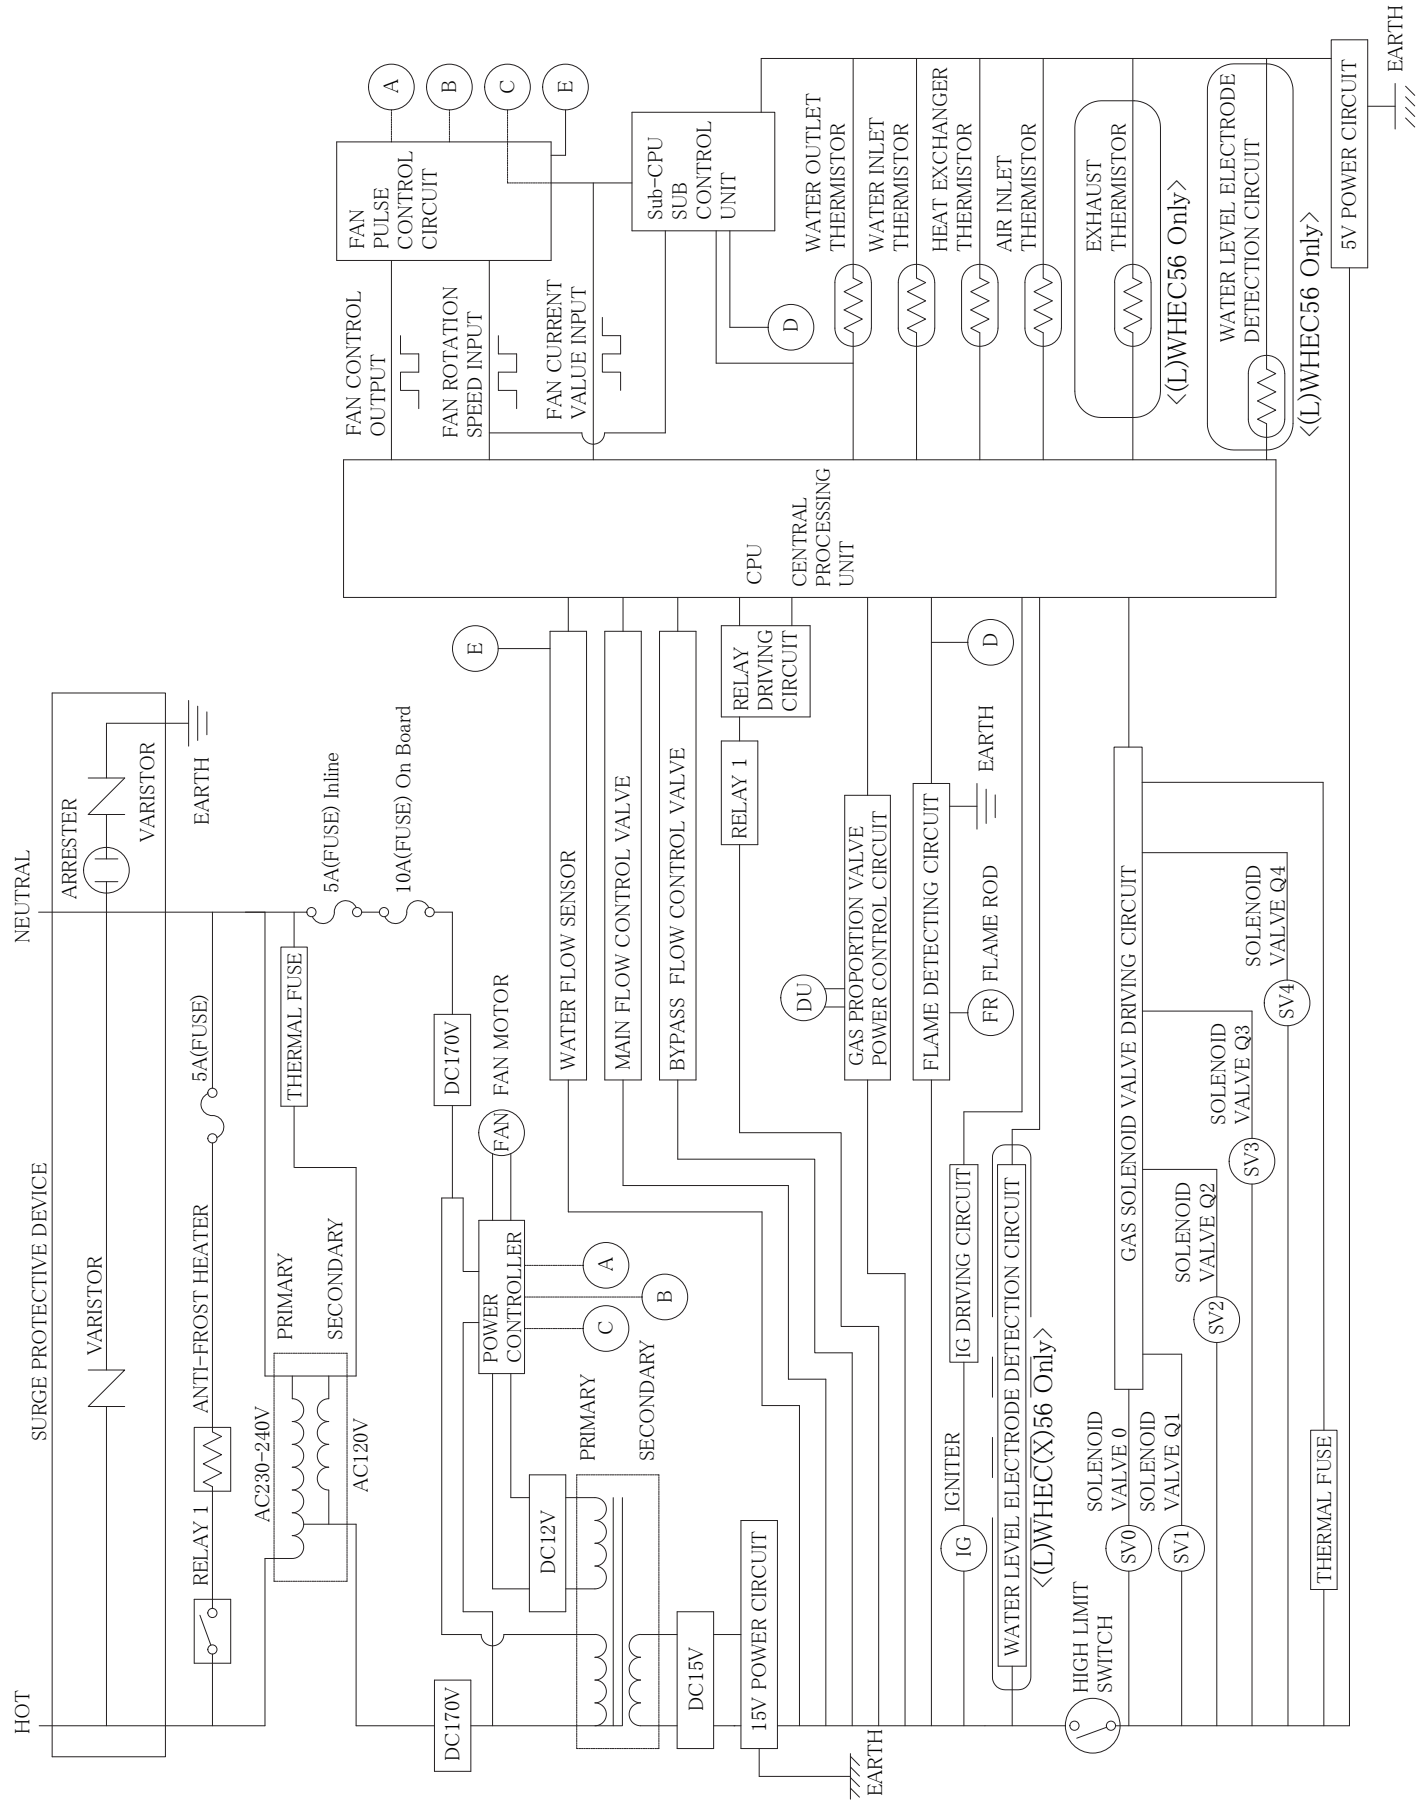 HOT
NEUTRAL
SURGE PROTECTIVE DEVICE
VARISTOR
ARRESTER
VARISTOR
EARTH
RELAY 1
ANTI-FROST HEATER
5A(FUSE)
AC230-240V
PRIMARY
SECONDARY
AC120V
THERMAL FUSE
5A(FUSE) Inline
10A(FUSE) On Board
DC170V
DC170V
POWER
CONTROLLER
FAN
FAN MOTOR
A
B
C
DC12V
PRIMARY
SECONDARY
DC15V
15V POWER CIRCUIT
EARTH
E
WATER FLOW SENSOR
MAIN FLOW CONTROL VALVE
BYPASS FLOW CONTROL VALVE
RELAY 1
RELAY
DRIVING
CIRCUIT
DU
GAS PROPORTION VALVE
POWER CONTROL CIRCUIT
FLAME DETECTING CIRCUIT
D
EARTH
FR
FLAME ROD
IG
IGNITER
IG DRIVING CIRCUIT
WATER LEVEL ELECTRODE DETECTION CIRCUIT
<(L)WHEC(X)56 Only>
HIGH LIMIT
SWITCH
GAS SOLENOID VALVE DRIVING CIRCUIT
SV0
SOLENOID
VALVE 0
SV1
SOLENOID
VALVE Q1
SV2
SOLENOID
VALVE Q2
SV3
SOLENOID
VALVE Q3
SV4
SOLENOID
VALVE Q4
THERMAL FUSE
CPU
CENTRAL
PROCESSING
UNIT
FAN CONTROL
OUTPUT
FAN ROTATION
SPEED INPUT
FAN CURRENT
VALUE INPUT
FAN
PULSE
CONTROL
CIRCUIT
A
B
C
E
Sub-CPU
SUB
CONTROL
UNIT
D
WATER OUTLET
THERMISTOR
WATER INLET
THERMISTOR
HEAT EXCHANGER
THERMISTOR
AIR INLET
THERMISTOR
EXHAUST
THERMISTOR
<(L)WHEC56 Only>
WATER LEVEL ELECTRODE
DETECTION CIRCUIT
<(L)WHEC56 Only>
5V POWER CIRCUIT
EARTH